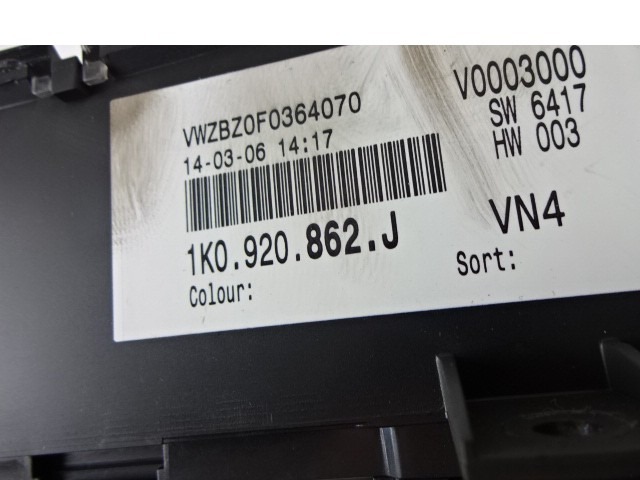 VWZBZ0F0364070
14-03-06 14:17
1K0.920.862.J
Colour:
V0003000
SW 6417
HW 003
VN4
Sort: